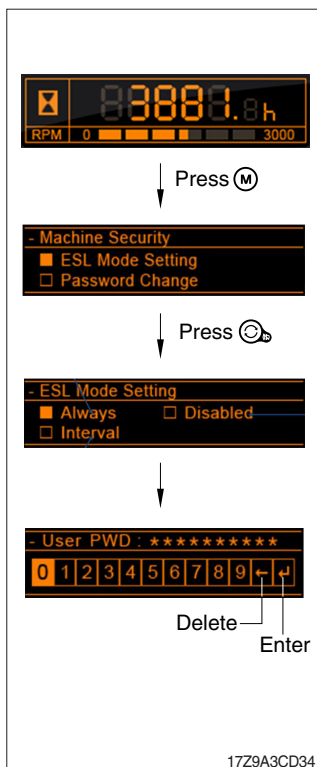 3881.8 h
RPM 0 3000
Press M
- Machine Security
■ ESL Mode Setting
□ Password Change
Press
- ESL Mode Setting
■ Always □ Disabled
□ Interval
- User PWD : **********
0 1 2 3 4 5 6 7 8 9 ← ↵
Delete
Enter
17Z9A3CD34